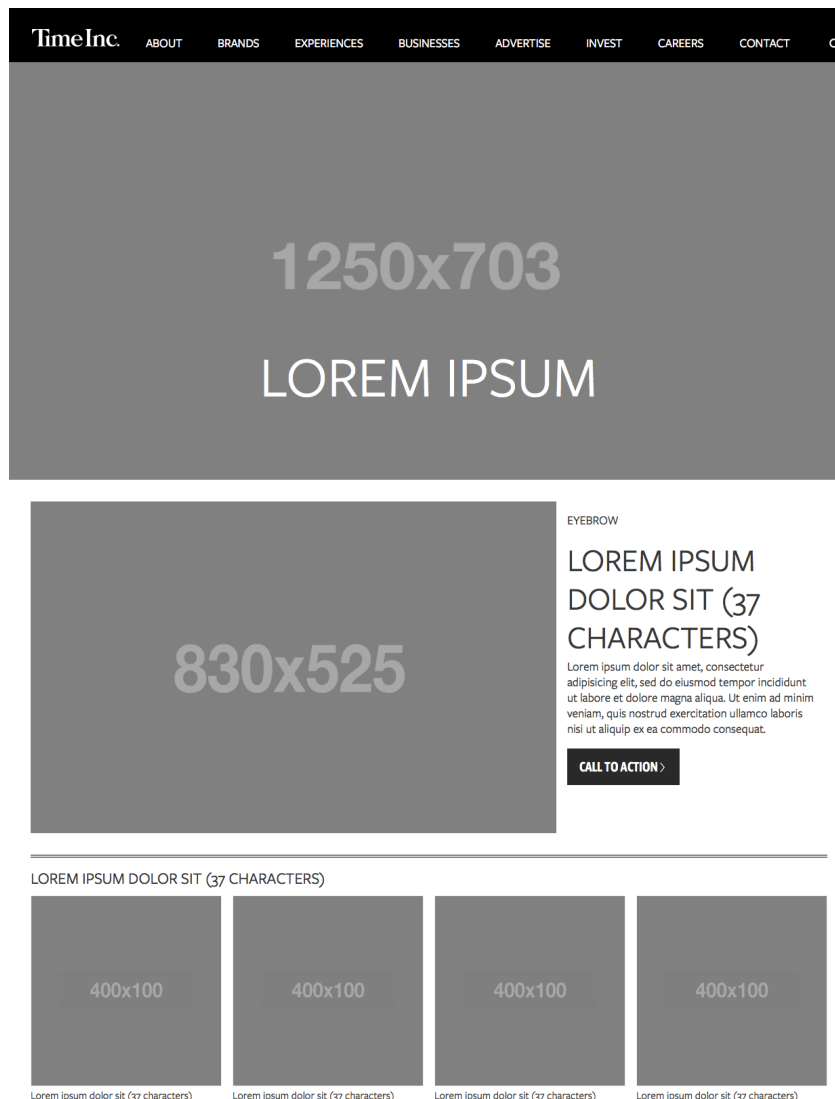 Time Inc. ABOUT BRANDS EXPERIENCES BUSINESSES ADVERTISE INVEST CAREERS CONTACT
1250x703
LOREM IPSUM
830x525
EYEBROW
LOREM IPSUM
DOLOR SIT (37
CHARACTERS)
Lorem ipsum dolor sit amet, consectetur
adipisicing elit, sed do eiusmod tempor incididunt
ut labore et dolore magna aliqua. Ut enim ad minim
veniam, quis nostrud exercitation ullamco laboris
nisi ut aliquip ex ea commodo consequat.
CALL TO ACTION >
LOREM IPSUM DOLOR SIT (37 CHARACTERS)
400x100 400x100 400x100 400x100
Lorem ipsum dolor sit (37 characters) Lorem ipsum dolor sit (37 characters) Lorem ipsum dolor sit (37 characters) Lorem ipsum dolor sit (37 characters)